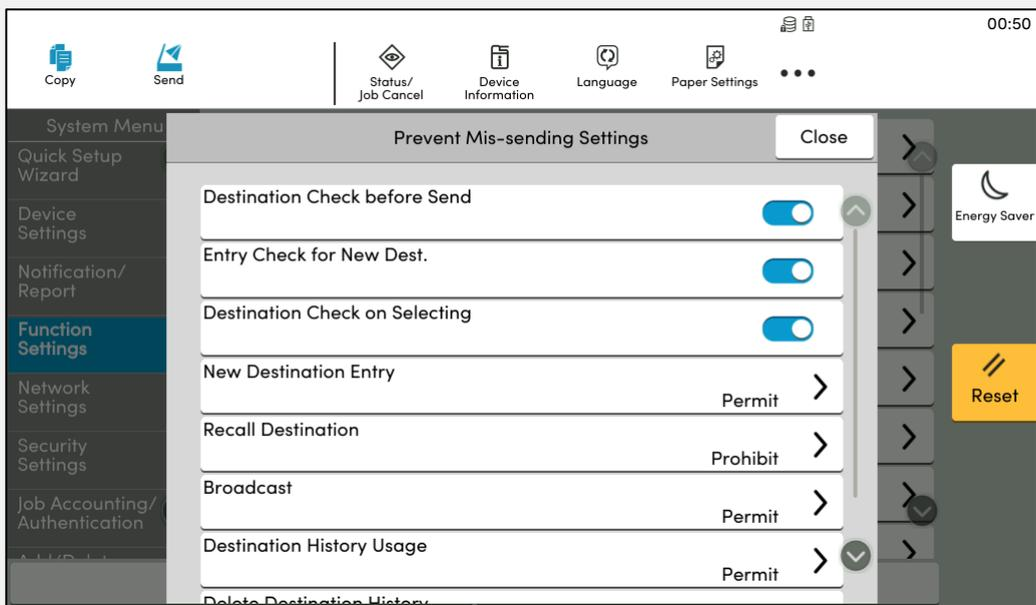 00:50
Copy
Send
Status/
Job Cancel
Device
Information
Language
Paper Settings
System Menu
Prevent Mis-sending Settings
Close
Quick Setup
Wizard
Device
Settings
Notification/
Report
Function
Settings
Network
Settings
Security
Settings
Job Accounting/
Authentication
Destination Check before Send
Entry Check for New Dest.
Destination Check on Selecting
New Destination Entry
Permit
Recall Destination
Prohibit
Broadcast
Permit
Destination History Usage
Permit
Delete Destination History
Energy Saver
Reset